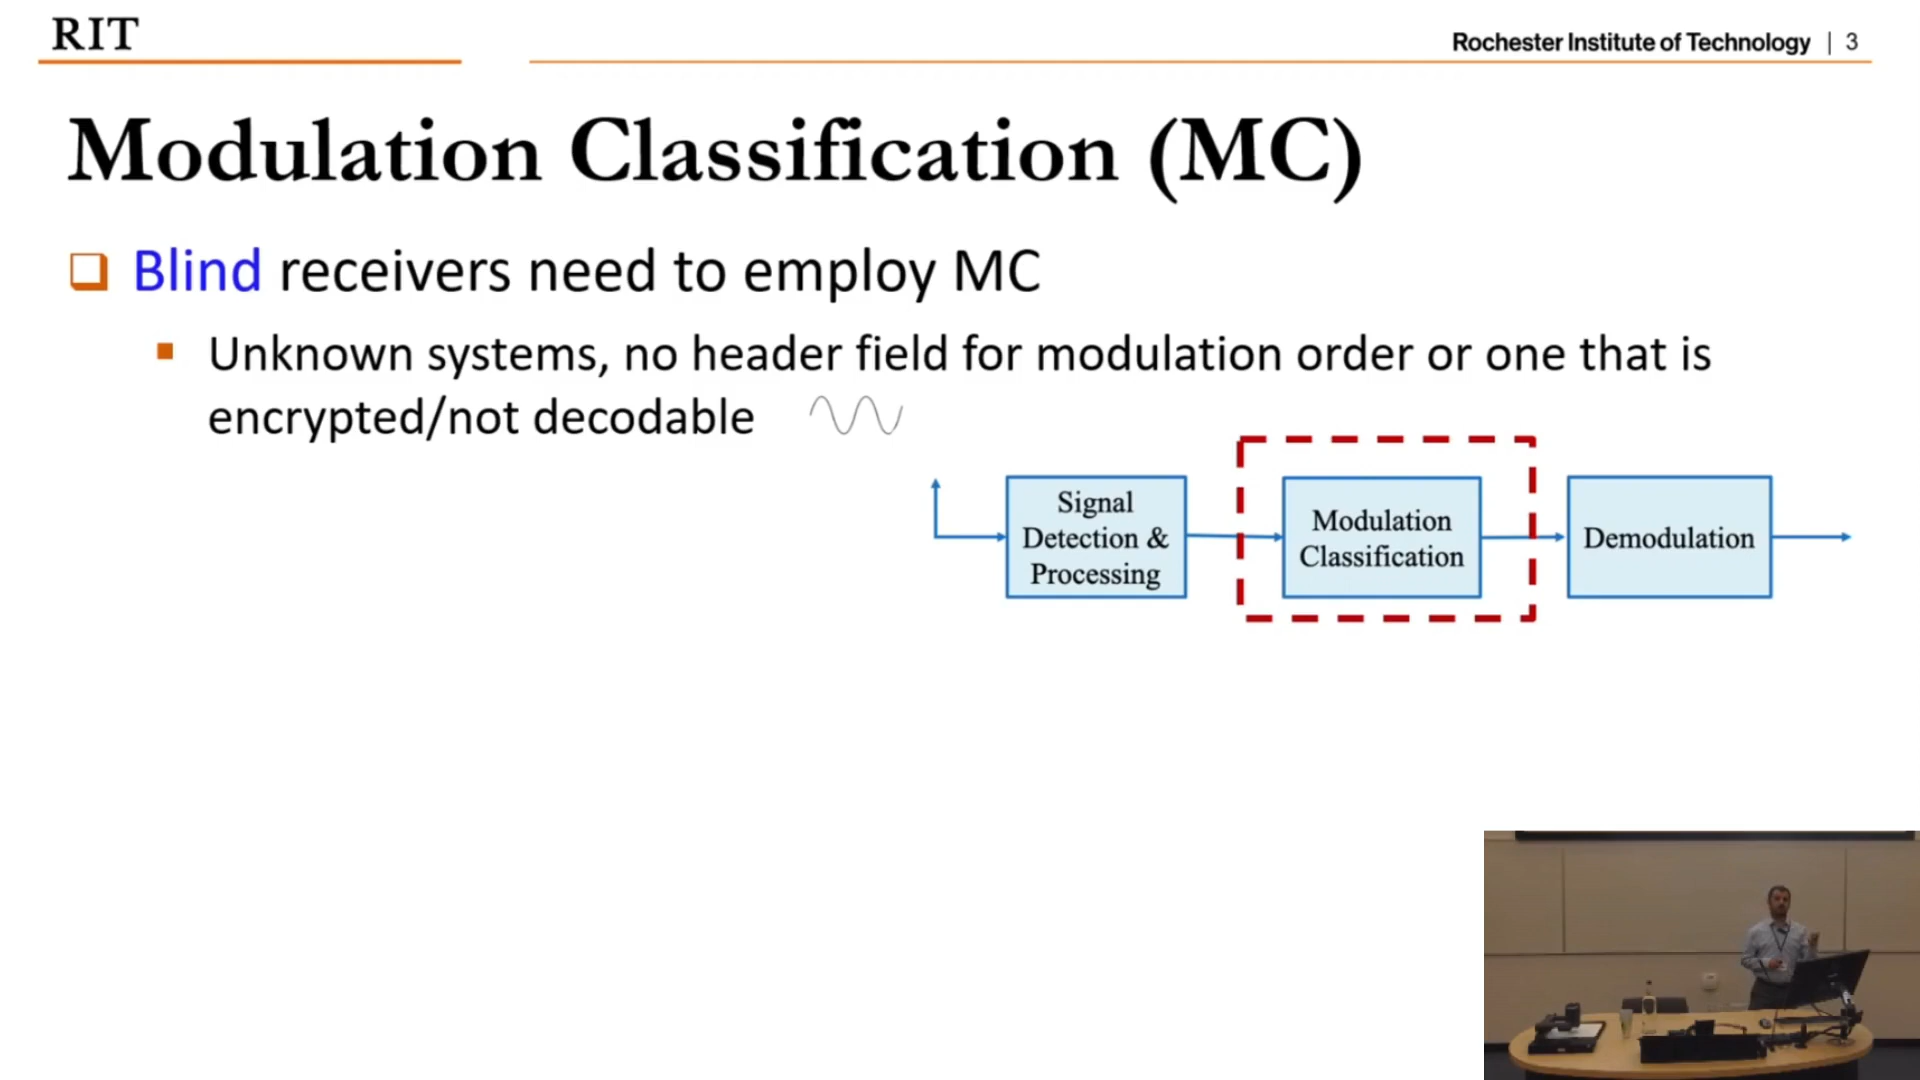 RIT
Rochester Institute of Technology | 3
Modulation Classification (MC)
Blind receivers need to employ MC
Unknown systems, no header field for modulation order or one that is
encrypted/not decodable
Signal
Detection &
Processing
Modulation
Classification
Demodulation